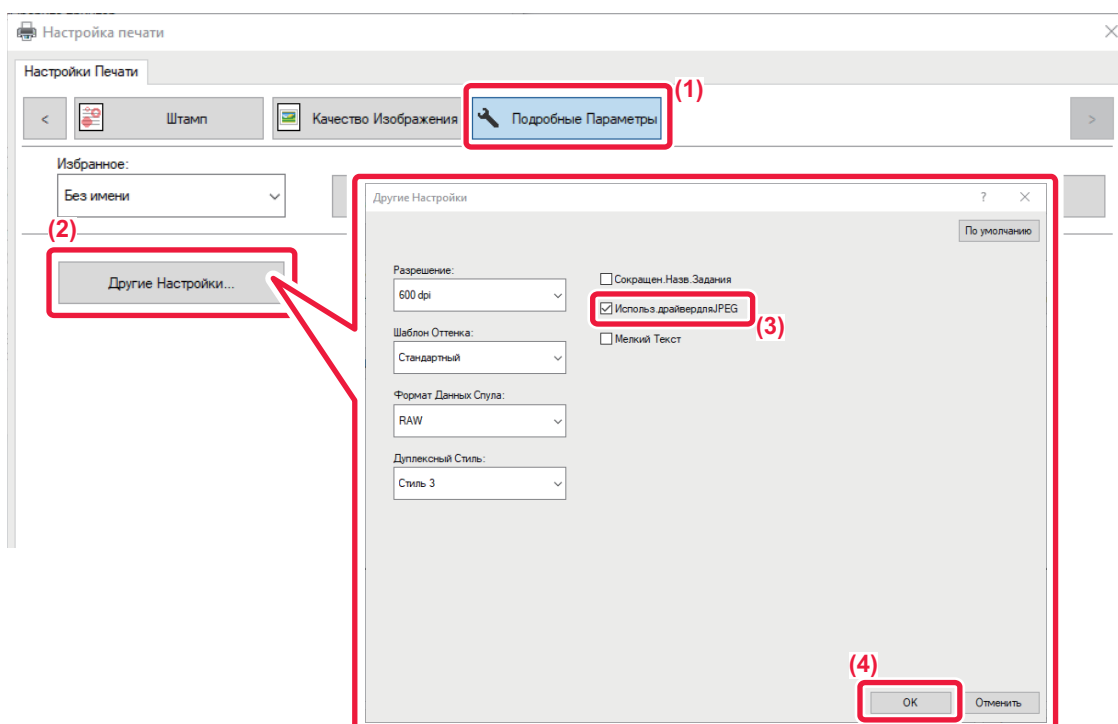 Настройка печати
Настройки Печати
(1)
< Штамп Качество Изображения Подробные Параметры >
Избранное:
Без имени
(2)
Другие Настройки...
Другие Настройки ?
По умолчанию
Разрешение:
600 dpi
Шаблон Оттенка:
Стандартный
Формат Данных Спула:
RAW
Дуплексный Стиль:
Стиль 3
Сокращен.Назв.Задания
Использ.драйвердляJPEG
(3)
Мелкий Текст
(4)
OK Отменить